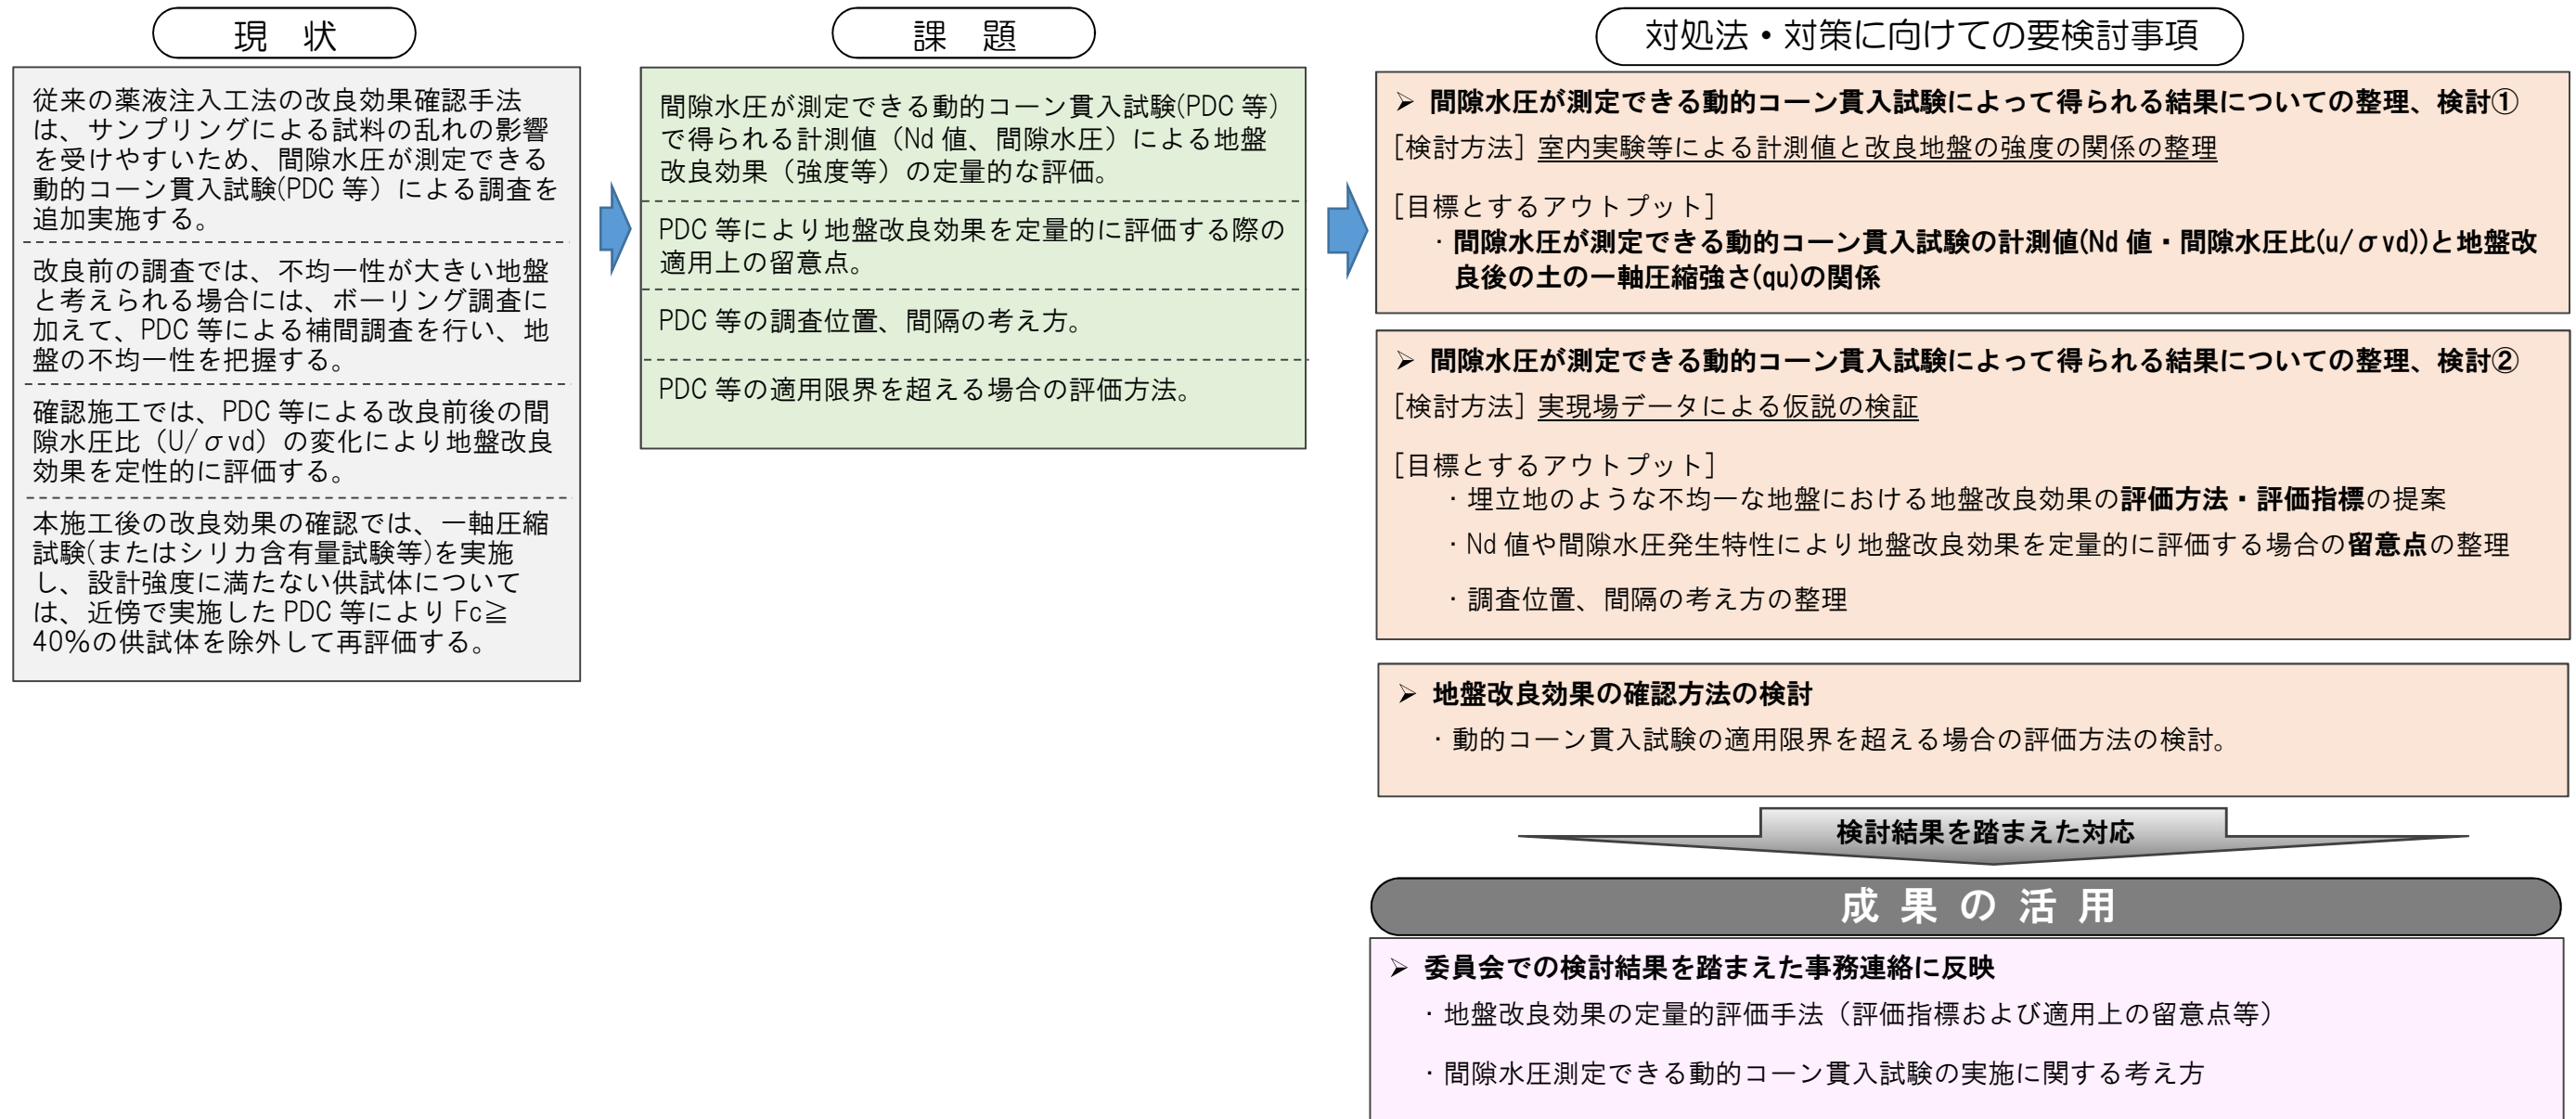 現　状
従来の薬液注入工法の改良効果確認手法
は、サンプリングによる試料の乱れの影響
を受けやすいため、間隙水圧が測定できる
動的コーン貫入試験(PDC 等）による調査を
追加実施する。
改良前の調査では、不均一性が大きい地盤
と考えられる場合には、ボーリング調査に
加えて、PDC 等による補間調査を行い、地
盤の不均一性を把握する。
確認施工では、PDC 等による改良前後の間
隙水圧比（U/σvd）の変化により地盤改良
効果を定性的に評価する。
本施工後の改良効果の確認では、一軸圧縮
試験(またはシリカ含有量試験等)を実施
し、設計強度に満たない供試体について
は、近傍で実施した PDC 等により Fc≧
40%の供試体を除外して再評価する。
課　題
間隙水圧が測定できる動的コーン貫入試験(PDC 等）
で得られる計測値（Nd 値、間隙水圧）による地盤
改良効果（強度等）の定量的な評価。
PDC 等により地盤改良効果を定量的に評価する際の
適用上の留意点。
PDC 等の調査位置、間隔の考え方。
PDC 等の適用限界を超える場合の評価方法。
対処法・対策に向けての要検討事項
➢ 間隙水圧が測定できる動的コーン貫入試験によって得られる結果についての整理、検討①
［検討方法］室内実験等による計測値と改良地盤の強度の関係の整理
［目標とするアウトプット］
・間隙水圧が測定できる動的コーン貫入試験の計測値(Nd 値・間隙水圧比(u/σvd))と地盤改
良後の土の一軸圧縮強さ(qu)の関係
➢ 間隙水圧が測定できる動的コーン貫入試験によって得られる結果についての整理、検討②
［検討方法］実現場データによる仮説の検証
［目標とするアウトプット］
・埋立地のような不均一な地盤における地盤改良効果の評価方法・評価指標の提案
・Nd 値や間隙水圧発生特性により地盤改良効果を定量的に評価する場合の留意点の整理
・調査位置、間隔の考え方の整理
➢ 地盤改良効果の確認方法の検討
・動的コーン貫入試験の適用限界を超える場合の評価方法の検討。
検討結果を踏まえた対応
成果の活用
➢ 委員会での検討結果を踏まえた事務連絡に反映
・地盤改良効果の定量的評価手法（評価指標および適用上の留意点等）
・間隙水圧測定できる動的コーン貫入試験の実施に関する考え方